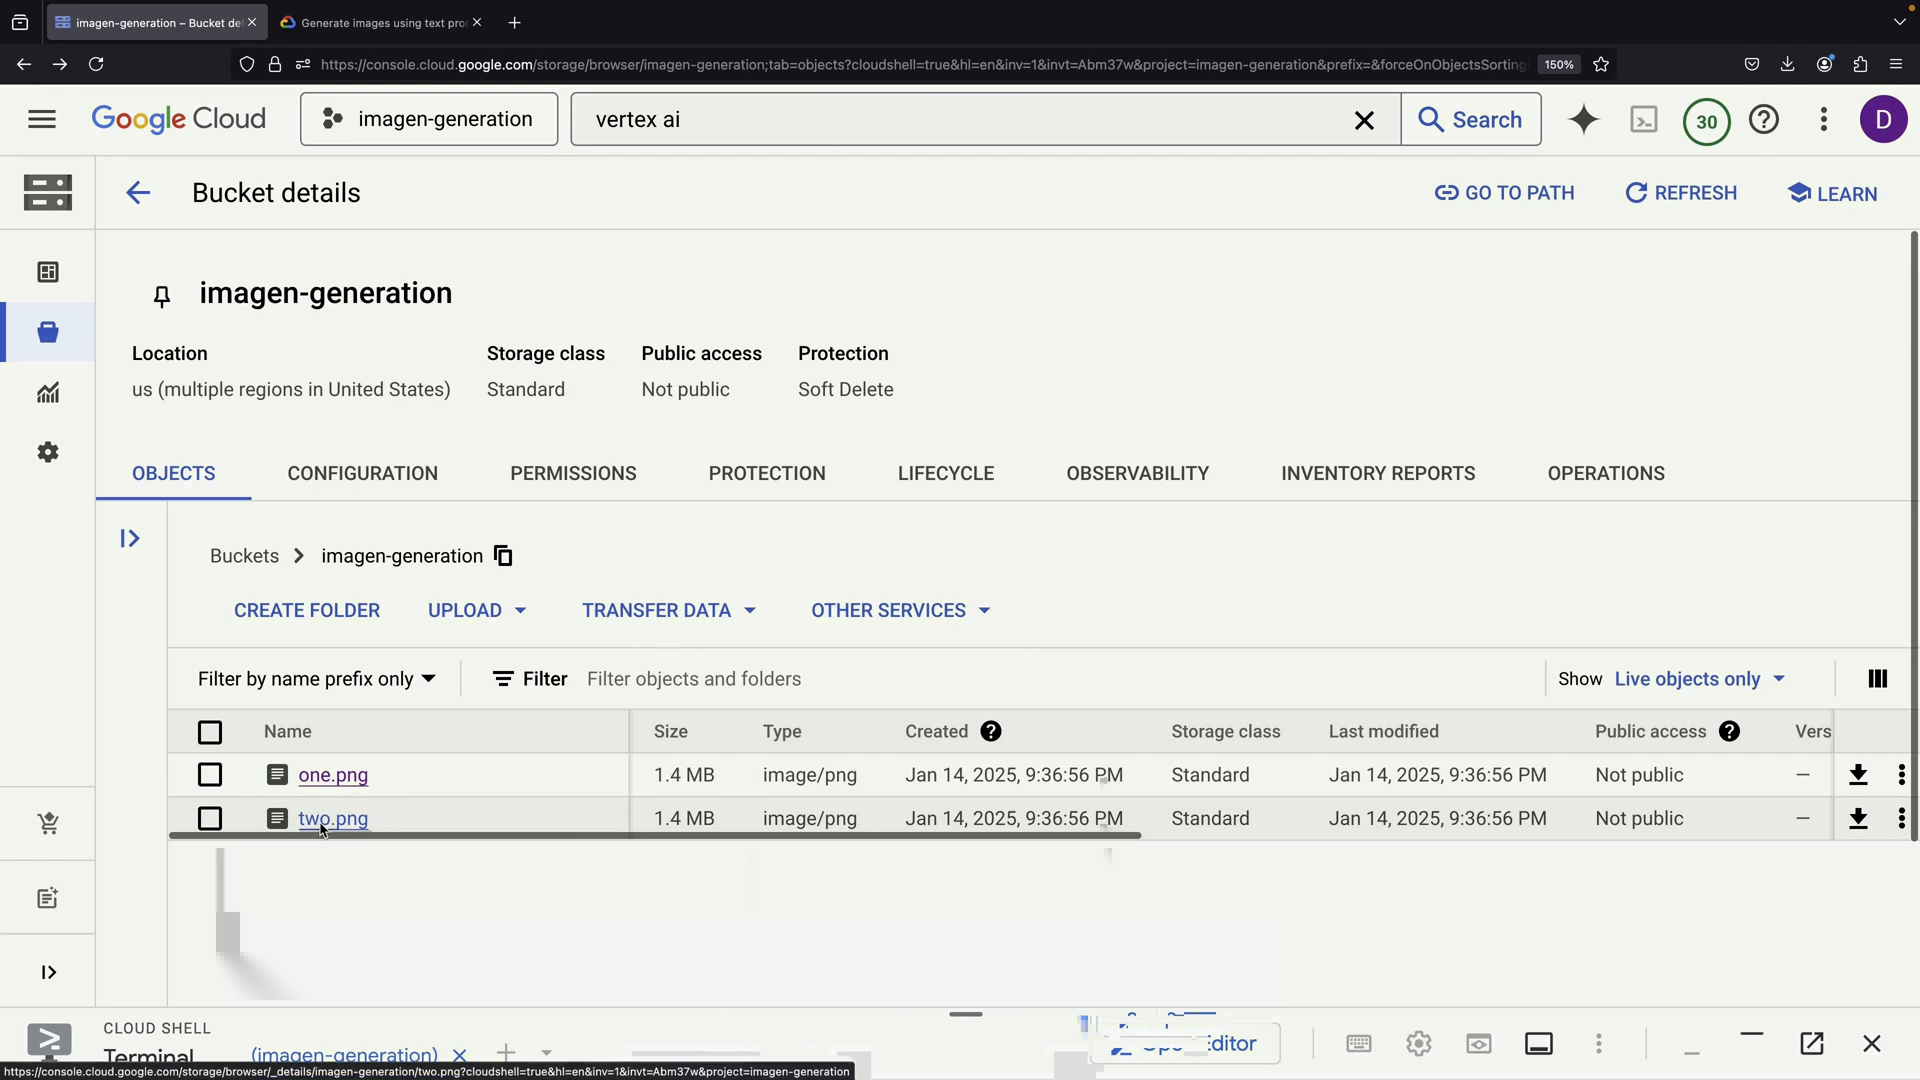 imagen-generation – Bucket de
Generate images using text pro
https://console.cloud.google.com/storage/browser/imagen-generation;tab=objects?cloudshell=true&hl=en&inv=1&invt=Abm37w&project=imagen-generation&prefix=&forceOnObjectsSorting
150%
Google Cloud
imagen-generation
vertex ai
Search
30
D
Bucket details
GO TO PATH
REFRESH
LEARN
imagen-generation
Location Storage class Public access Protection
us (multiple regions in United States) Standard Not public Soft Delete
OBJECTS CONFIGURATION PERMISSIONS PROTECTION LIFECYCLE OBSERVABILITY INVENTORY REPORTS OPERATIONS
Buckets > imagen-generation
CREATE FOLDER UPLOAD TRANSFER DATA OTHER SERVICES
Filter by name prefix only Filter Filter objects and folders Show Live objects only
Name Size Type Created Storage class Last modified Public access Vers
one.png 1.4 MB image/png Jan 14, 2025, 9:36:56 PM Standard Jan 14, 2025, 9:36:56 PM Not public —
two.png 1.4 MB image/png Jan 14, 2025, 9:36:56 PM Standard Jan 14, 2025, 9:36:56 PM Not public —
CLOUD SHELL
Terminal (imagen-generation)
Editor
https://console.cloud.google.com/storage/browser/_details/imagen-generation/two.png?cloudshell=true&hl=en&inv=1&invt=Abm37w&project=imagen-generation